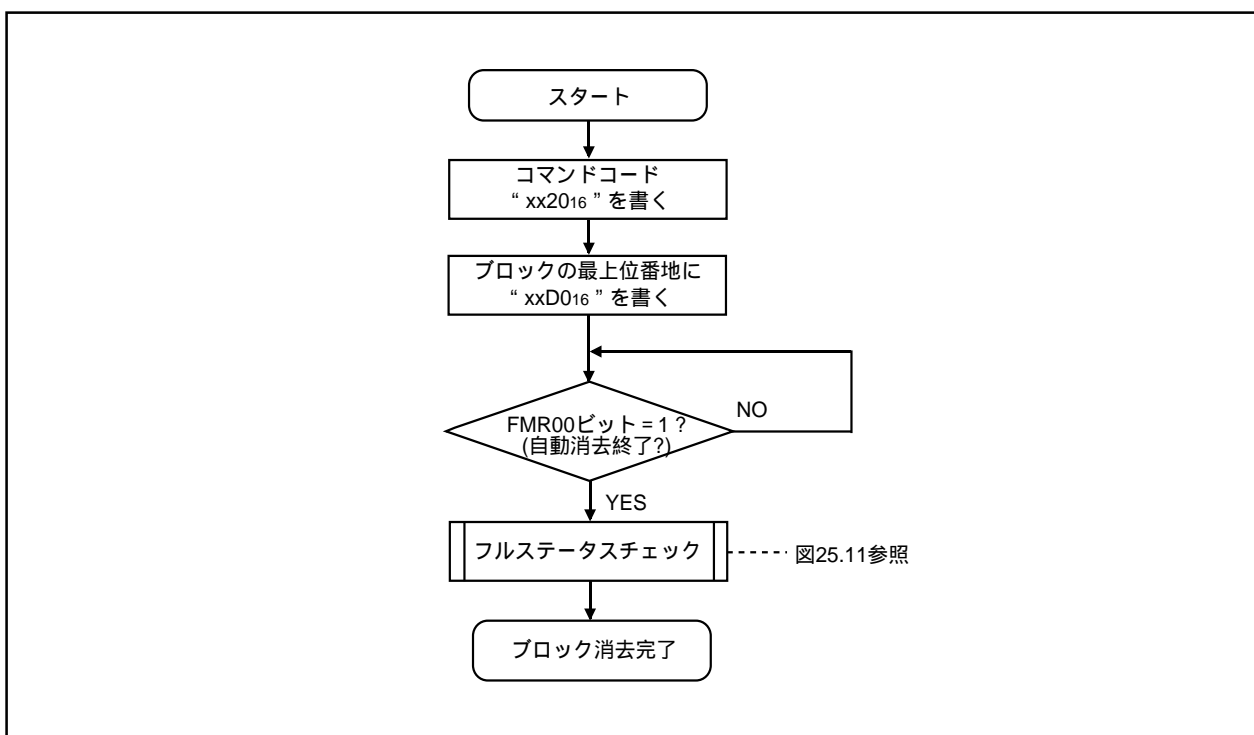 スタート
コマンドコード
“ xx2016 ” を書く
ブロックの最上位番地に
“ xxD016 ” を書く
FMR00ビット = 1 ?
(自動消去終了?)
NO
YES
フルステータスチェック
図25.11参照
ブロック消去完了